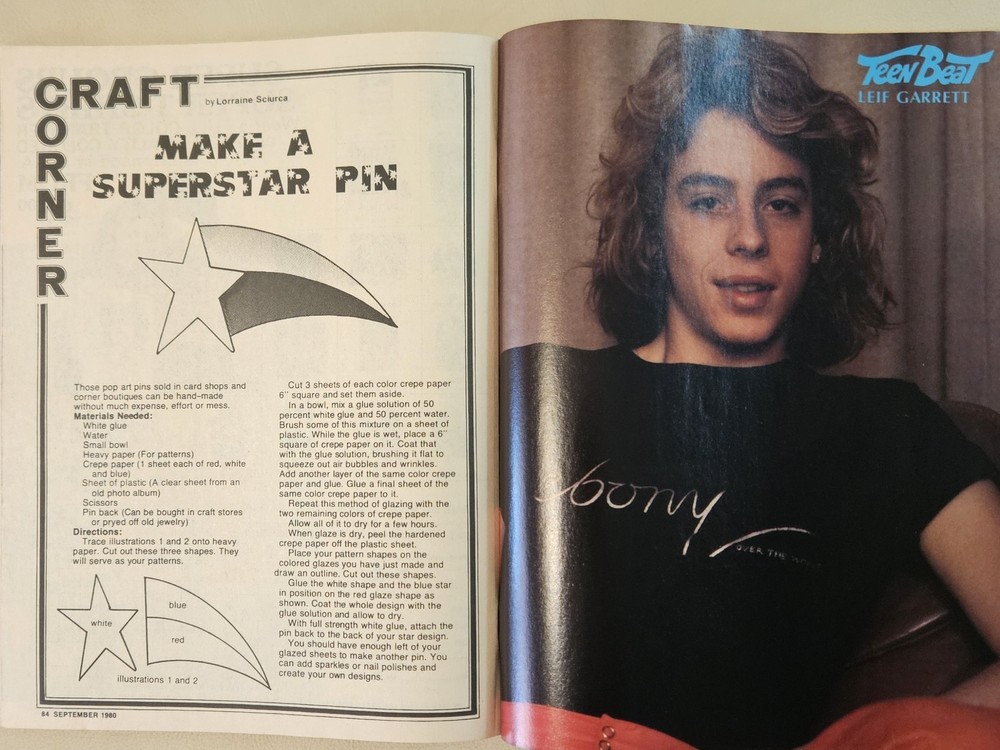 CRAFT
CORNER
by Lorraine Sciurca
MAKE A
SUPERSTAR PIN
Those pop art pins sold in card shops and
corner boutiques can be hand-made
without much expense, effort or mess.
Materials Needed:
White glue
Water
Small bowl
Heavy paper (For patterns)
Crepe paper (1 sheet each of red, white
and blue)
Sheet of plastic (A clear sheet from an
old photo album)
Scissors
Pin back (Can be bought in craft stores
or pryed off old jewelry)
Directions:
Trace illustrations 1 and 2 onto heavy
paper. Cut out these three shapes. They
will serve as your patterns.
white
blue
red
illustrations 1 and 2
Cut 3 sheets of each color crepe paper
6" square and set them aside.
In a bowl, mix a glue solution of 50
percent white glue and 50 percent water.
Brush some of this mixture on a sheet of
plastic. While the glue is wet, place a 6"
square of crepe paper on it. Coat that
with the glue solution, brushing it flat to
squeeze out air bubbles and wrinkles.
Add another layer of the same color crepe
paper and glue. Glue a final sheet of the
same color crepe paper to it.
Repeat this method of glazing with the
two remaining colors of crepe paper.
Allow all of it to dry for a few hours.
When glaze is dry, peel the hardened
crepe paper off the plastic sheet.
Place your pattern shapes on the
colored glazes you have just made and
draw an outline. Cut out these shapes.
Glue the white shape and the blue star
in position on the red glaze shape as
shown. Coat the whole design with the
glue solution and allow to dry.
With full strength white glue, attach the
pin back to the back of your star design.
You should have enough left of your
glazed sheets to make another pin. You
can add sparkles or nail polishes and
create your own designs.
84 SEPTEMBER 1980
TEEN BEAT
LEIF GARRETT
OVER THE